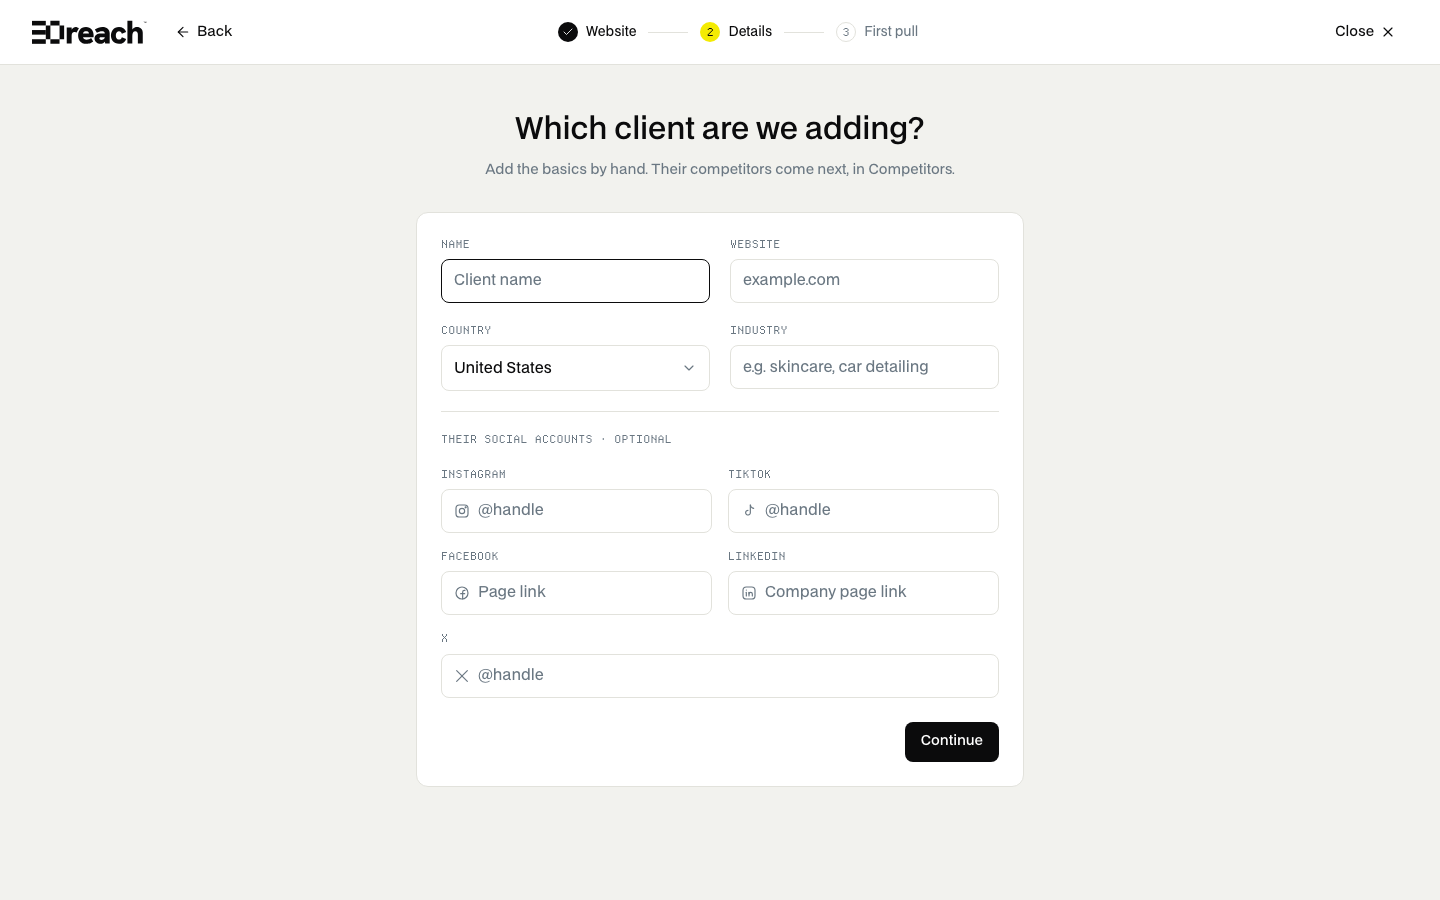 reach
Back
Website
2
Details
3
First pull
Close
Which client are we adding?
Add the basics by hand. Their competitors come next, in Competitors.
NAME
WEBSITE
Client name
example.com
COUNTRY
INDUSTRY
United States
e.g. skincare, car detailing
THEIR SOCIAL ACCOUNTS · OPTIONAL
INSTAGRAM
TIKTOK
@handle
@handle
FACEBOOK
LINKEDIN
Page link
Company page link
X
@handle
Continue